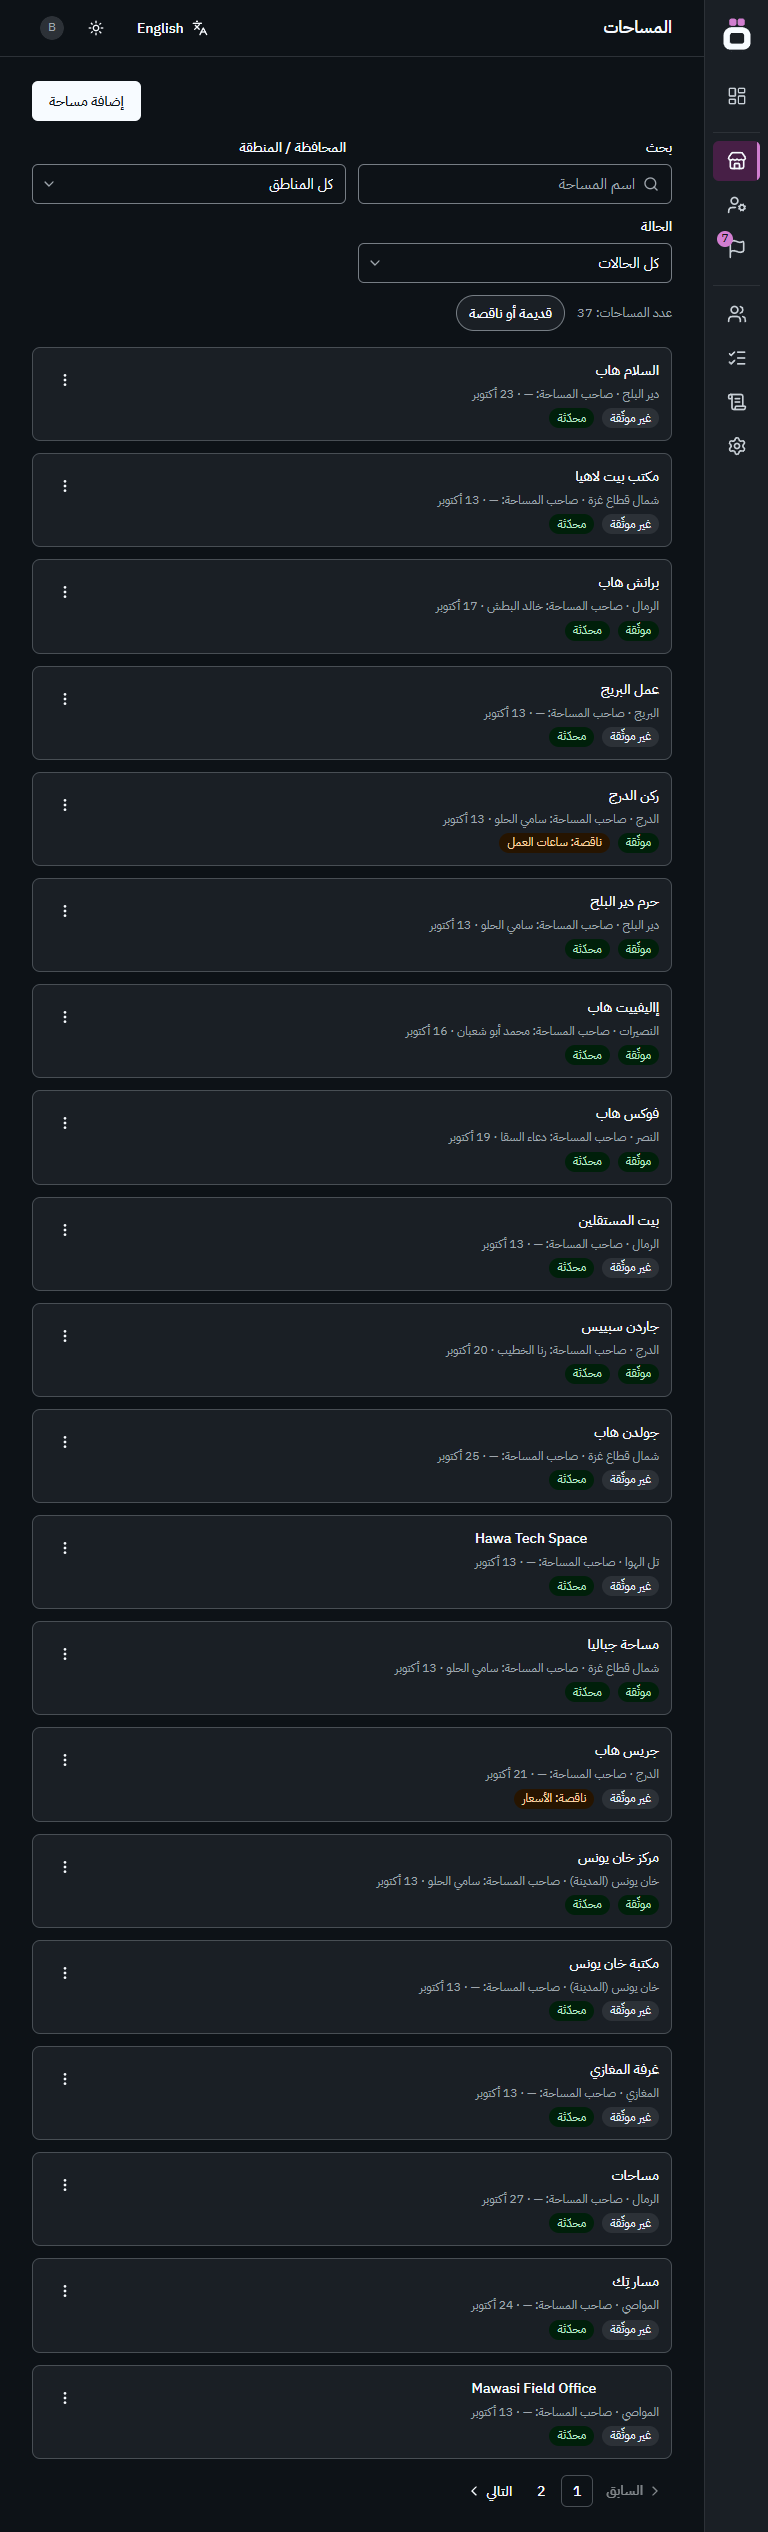 المساحات
English
B
إضافة مساحة
بحث
المحافظة / المنطقة
اسم المساحة
كل المناطق
الحالة
كل الحالات
7
عدد المساحات: 37
قديمة أو ناقصة
السلام هاب
دير البلح · صاحب المساحة: — · 23 أكتوبر
غير موثّقة محدّثة
مكتب بيت لاهيا
شمال قطاع غزة · صاحب المساحة: — · 13 أكتوبر
غير موثّقة محدّثة
برانش هاب
الرمال · صاحب المساحة: خالد البطش · 17 أكتوبر
موثّقة محدّثة
عمل البريج
البريج · صاحب المساحة: — · 13 أكتوبر
غير موثّقة محدّثة
ركن الدرج
الدرج · صاحب المساحة: سامي الحلو · 13 أكتوبر
موثّقة ناقصة: ساعات العمل
حرم دير البلح
دير البلح · صاحب المساحة: سامي الحلو · 13 أكتوبر
موثّقة محدّثة
إاليفييت هاب
النصيرات · صاحب المساحة: محمد أبو شعبان · 16 أكتوبر
موثّقة محدّثة
فوكس هاب
النصر · صاحب المساحة: دعاء السقا · 19 أكتوبر
موثّقة محدّثة
بيت المستقلين
الرمال · صاحب المساحة: — · 13 أكتوبر
غير موثّقة محدّثة
جاردن سبييس
الدرج · صاحب المساحة: رنا الخطيب · 20 أكتوبر
موثّقة محدّثة
جولدن هاب
شمال قطاع غزة · صاحب المساحة: — · 25 أكتوبر
غير موثّقة محدّثة
Hawa Tech Space
تل الهوا · صاحب المساحة: — · 13 أكتوبر
غير موثّقة محدّثة
مساحة جباليا
شمال قطاع غزة · صاحب المساحة: سامي الحلو · 13 أكتوبر
موثّقة محدّثة
جريس هاب
الدرج · صاحب المساحة: — · 21 أكتوبر
غير موثّقة ناقصة: الأسعار
مركز خان يونس
خان يونس (المدينة) · صاحب المساحة: سامي الحلو · 13 أكتوبر
موثّقة محدّثة
مكتبة خان يونس
خان يونس (المدينة) · صاحب المساحة: — · 13 أكتوبر
غير موثّقة محدّثة
غرفة المغازي
المغازي · صاحب المساحة: — · 13 أكتوبر
غير موثّقة محدّثة
مساحات
الرمال · صاحب المساحة: — · 27 أكتوبر
غير موثّقة محدّثة
مسار تِك
المواصي · صاحب المساحة: — · 24 أكتوبر
غير موثّقة محدّثة
Mawasi Field Office
المواصي · صاحب المساحة: — · 13 أكتوبر
غير موثّقة محدّثة
السابق 1 2 التالي